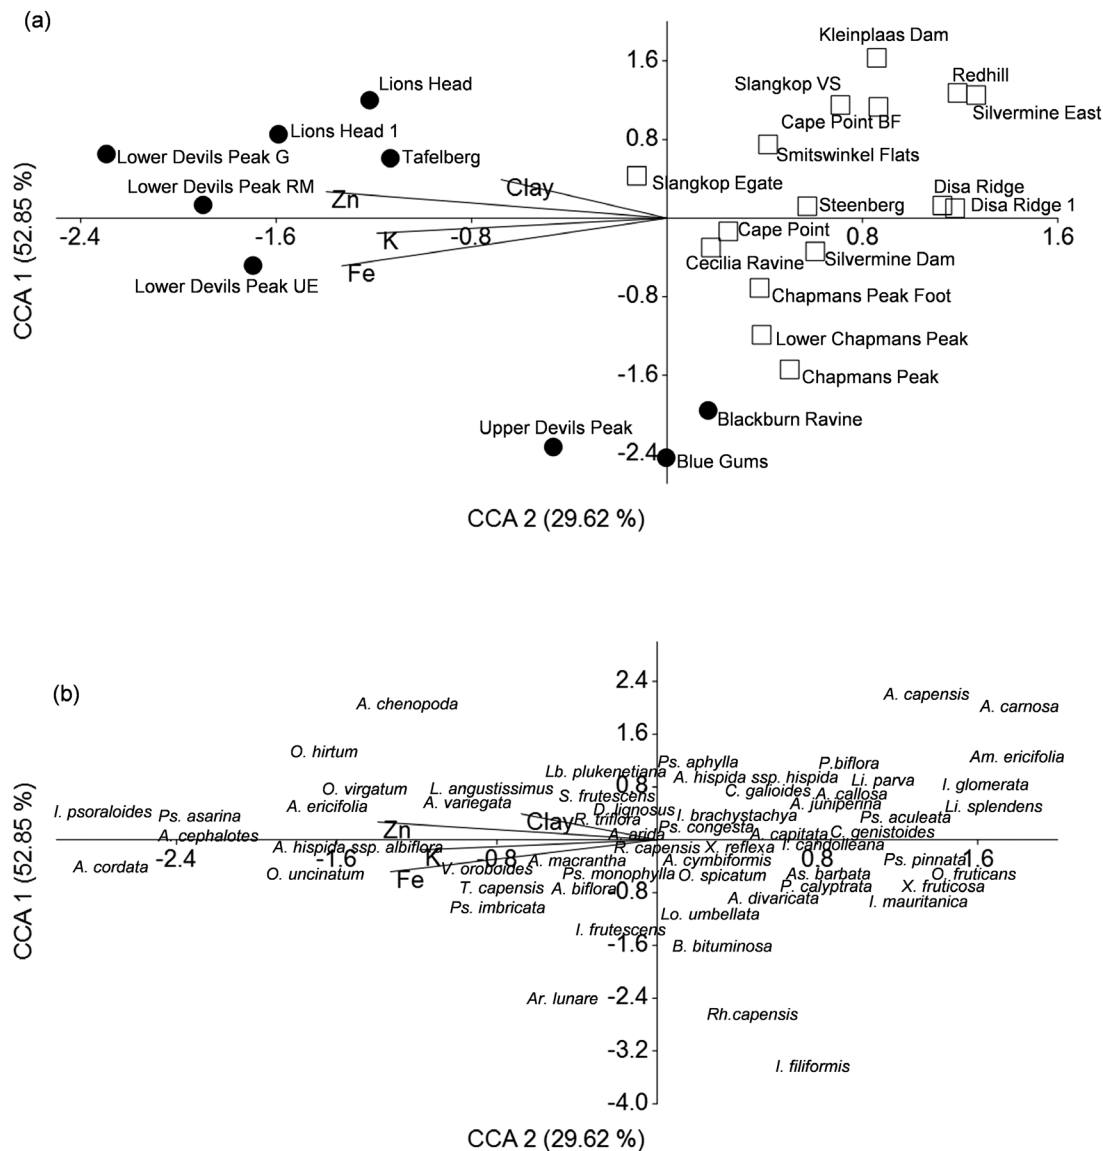 (a)
Kleinplaas Dam
1.6
Slangkop VS
Redhill
Lions Head
Silvermine East
Cape Point BF
Lions Head 1
0.8
Smitswinkel Flats
Lower Devils Peak G
Tafelberg
Lower Devils Peak RM
Clay
Slangkop Egate
Disa Ridge
Zn
Steenberg
Disa Ridge 1
-2.4
-1.6
-0.8
0.8
1.6
K
Cape Point
Fe
Cecilia Ravine
Silvermine Dam
Lower Devils Peak UE
-0.8
Chapmans Peak Foot
Lower Chapmans Peak
-1.6
Chapmans Peak
Blackburn Ravine
Upper Devils Peak
-2.4
Blue Gums
CCA 1 (52.85 %)
CCA 2 (29.62 %)
(b)
2.4
A. capensis
A. chenopoda
A. carnosa
1.6
O. hirtum
Ps. aphylla
P.biflora
Am. ericifolia
Lb. plukenetiana
A. hispida ssp. hispida
Li. parva
0.8
O. virgatum
L. angustissimus
C. galioides
A. callosa
I. glomerata
S. frutescens
A. ericifolia
A. variegata
A. juniperina
Li. splendens
I. psoraloides
Ps. asarina
D. lignosus
I. brachystachya
Ps. aculeata
R. triflora
Clay
Zn
Ps. congesta
A. cephalotes
A. arida
A. capitata
C. genistoides
A. hispida ssp. albiflora
R. capensis
X. reflexa
I. candolleana
-2.4
-1.6
-0.8
0.8
1.6
K
A. macrantha
A. cymbiformis
Ps. pinnata
A. cordata
V. oroboides
O. uncinatum
Fe
Ps. monophylla
O. spicatum
As. barbata
O. fruticans
T. capensis
A. biflora
-0.8
P. calyptrata
X. fruticosa
A. divaricata
I. mauritanica
Ps. imbricata
Lo. umbellata
I. frutescens
-1.6
B. bituminosa
Ar. lunare
-2.4
Rh.capensis
-3.2
I. filiformis
-4.0
CCA 1 (52.85 %)
CCA 2 (29.62 %)